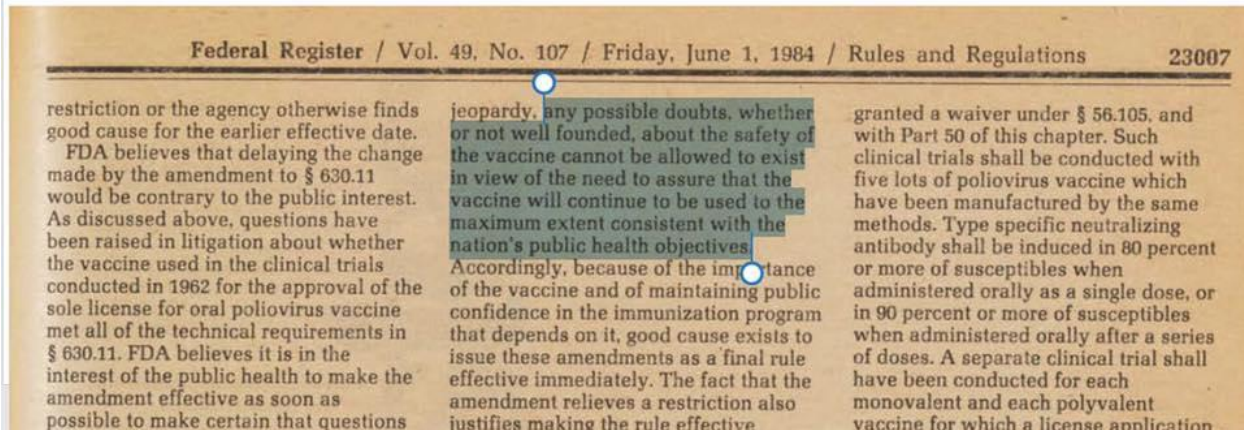 Federal Register / Vol. 49, No. 107 / Friday, June 1, 1984 / Rules and Regulations 23007
restriction or the agency otherwise finds
good cause for the earlier effective date.
FDA believes that delaying the change
made by the amendment to § 630.11
would be contrary to the public interest.
As discussed above, questions have
been raised in litigation about whether
the vaccine used in the clinical trials
conducted in 1962 for the approval of the
sole license for oral poliovirus vaccine
met all of the technical requirements in
§ 630.11. FDA believes it is in the
interest of the public health to make the
amendment effective as soon as
possible to make certain that questions
jeopardy, any possible doubts, whether
or not well founded, about the safety of
the vaccine cannot be allowed to exist
in view of the need to assure that the
vaccine will continue to be used to the
maximum extent consistent with the
nation's public health objectives.
Accordingly, because of the importance
of the vaccine and of maintaining public
confidence in the immunization program
that depends on it, good cause exists to
issue these amendments as a final rule
effective immediately. The fact that the
amendment relieves a restriction also
justifies making the rule effective
granted a waiver under § 56.105, and
with Part 50 of this chapter. Such
clinical trials shall be conducted with
five lots of poliovirus vaccine which
have been manufactured by the same
methods. Type specific neutralizing
antibody shall be induced in 80 percent
or more of susceptibles when
administered orally as a single dose, or
in 90 percent or more of susceptibles
when administered orally after a series
of doses. A separate clinical trial shall
have been conducted for each
monovalent and each polyvalent
vaccine for which a license application